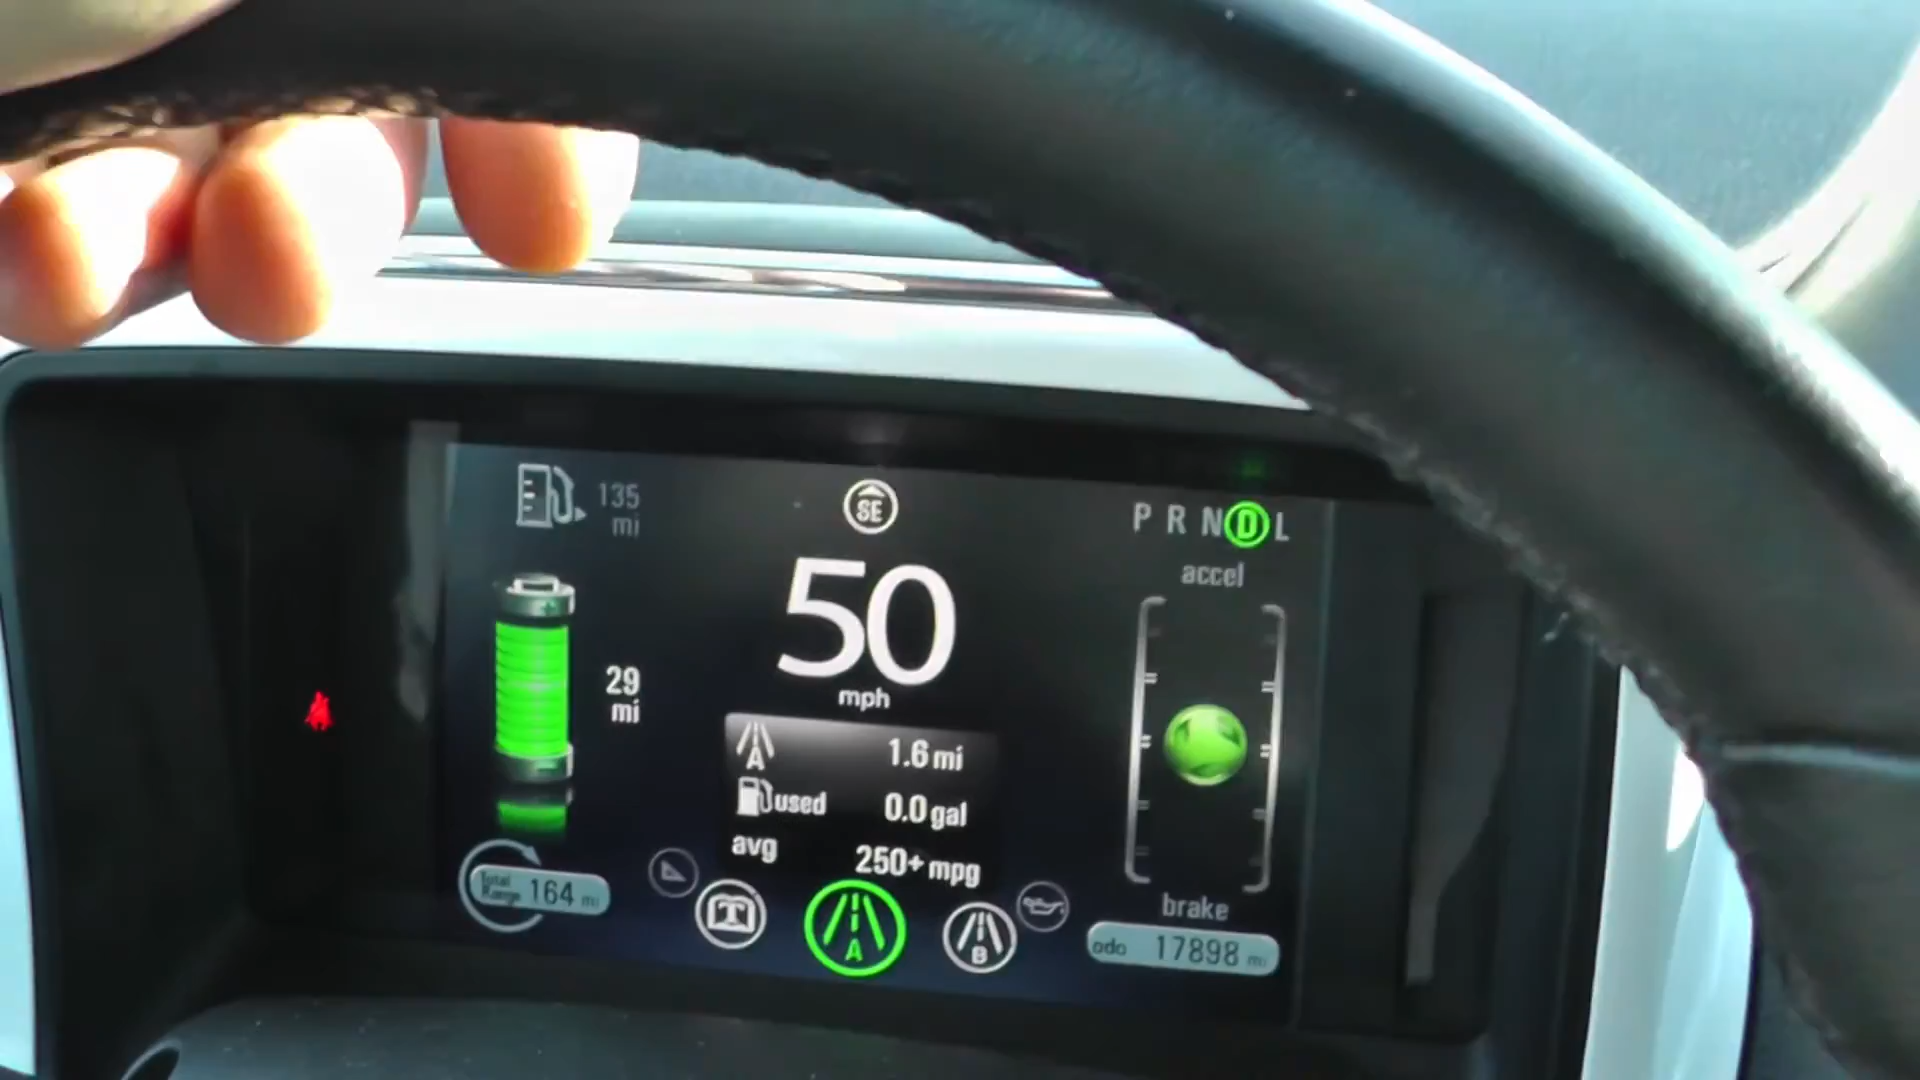 135
mi
SE
P R N D L
accel
50
mph
29
mi
A 1.6 mi
used 0.0 gal
avg 250+ mpg
Total
Range 164 mi
A
B
brake
odo 17898 mi